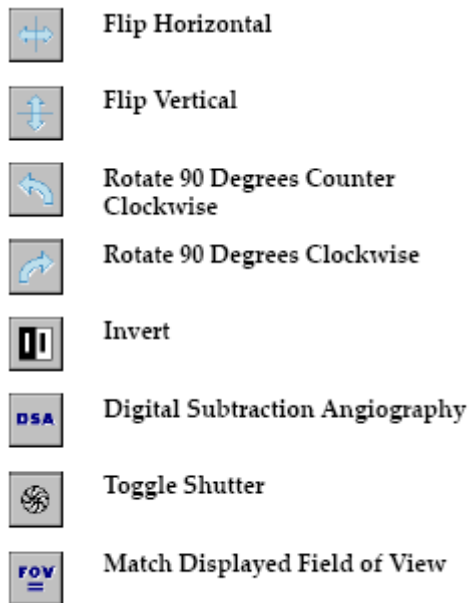 Flip Horizontal
Flip Vertical
Rotate 90 Degrees Counter
Clockwise
Rotate 90 Degrees Clockwise
Invert
DSA
Digital Subtraction Angiography
Toggle Shutter
FOV
=
Match Displayed Field of View